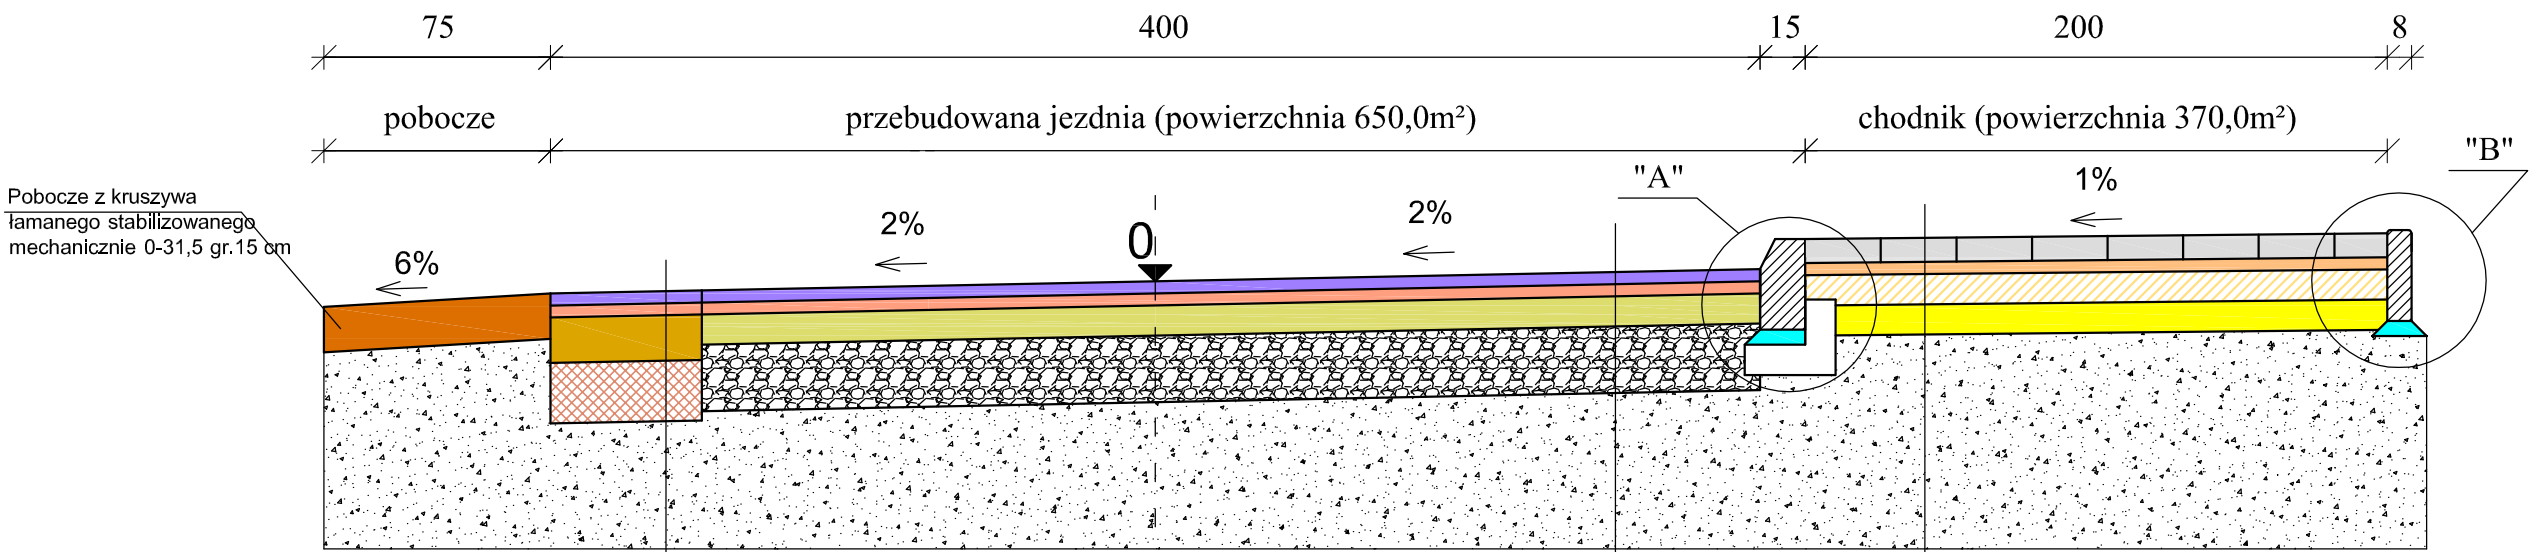 75 400 15 200 8
pobocze przebudowana jezdnia (powierzchnia 650,0m²) chodnik (powierzchnia 370,0m²)
"A" "B"
Pobocze z kruszywa
łamanego stabilizowanego
mechanicznie 0-31,5 gr.15 cm
6% 2% 0 2% 1%